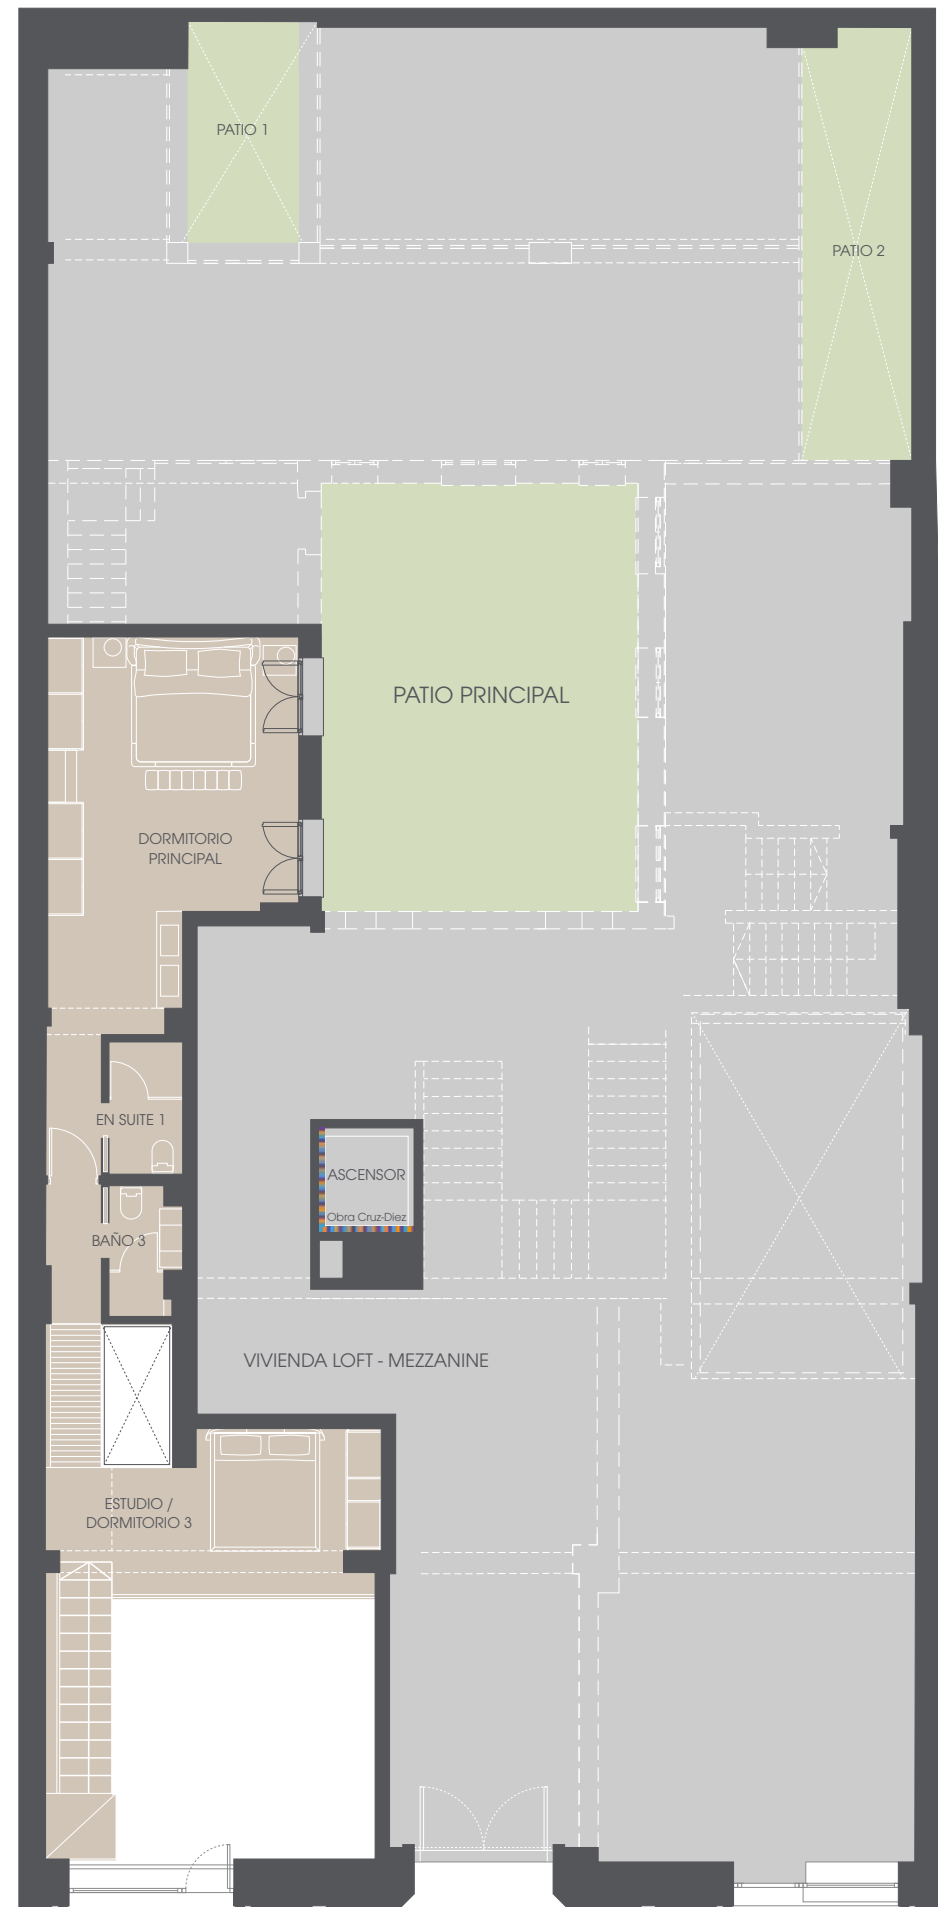 PATIO 1
PATIO 2
PATIO PRINCIPAL
DORMITORIO
PRINCIPAL
EN SUITE 1
ASCENSOR
Obra Cruz-Diez
BAÑO 3
VIVIENDA LOFT - MEZZANINE
ESTUDIO /
DORMITORIO 3